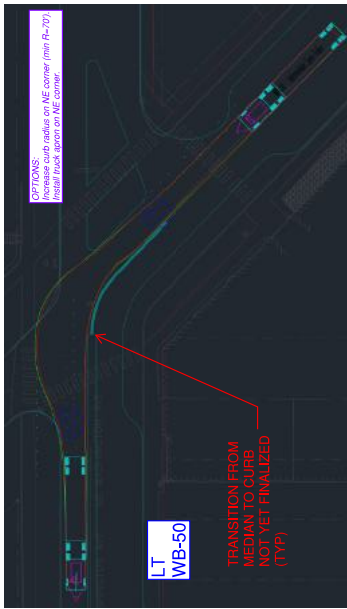 OPTIONS:
Increase curb radius on NE corner (min R=70').
Install truck apron on NE corner.
LT
WB-50
TRANSITION FROM
MEDIAN TO CURB
NOT YET FINALIZED
(TYP)